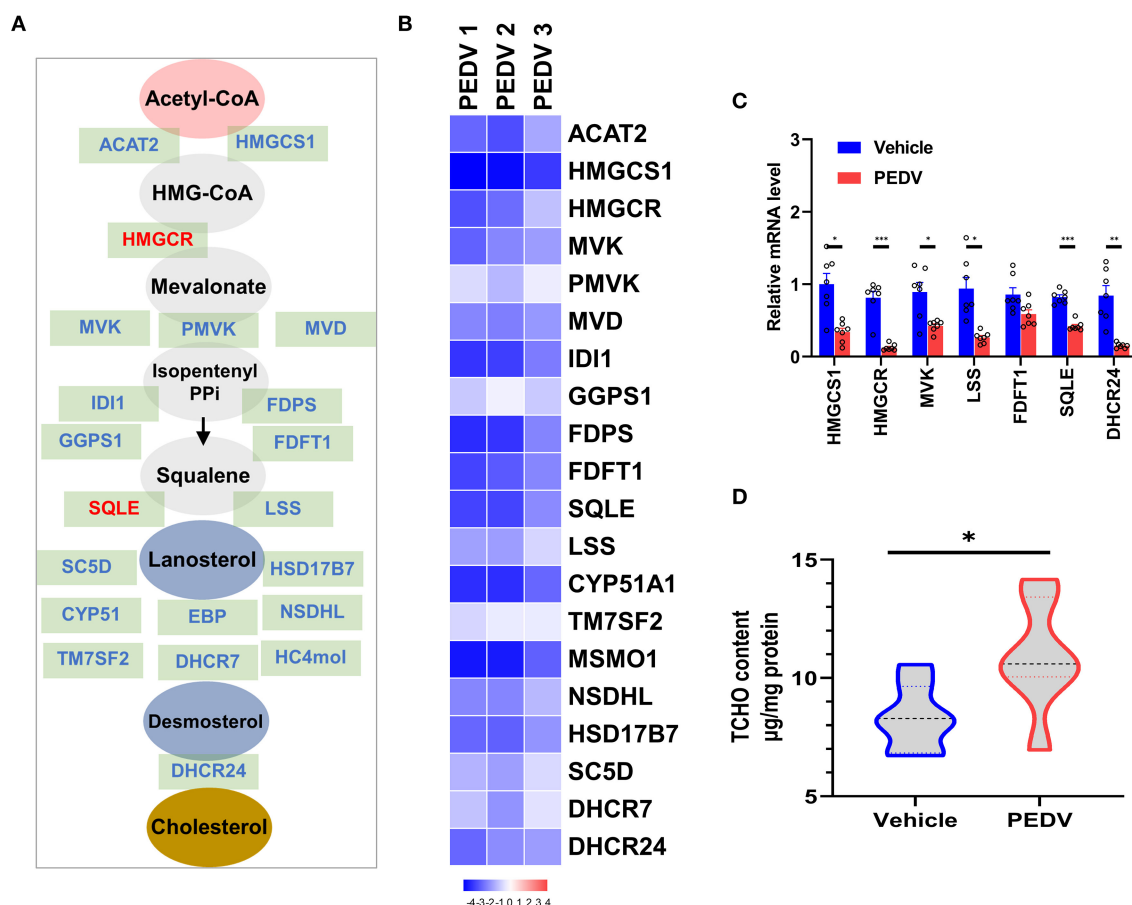 A
Acetyl-CoA
ACAT2
HMGCS1
HMG-CoA
HMGCR
Mevalonate
MVK
PMVK
MVD
Isopentenyl
PPi
IDI1
FDPS
GGPS1
FDFT1
Squalene
SQLE
LSS
Lanosterol
SC5D
HSD17B7
CYP51
EBP
NSDHL
TM7SF2
DHCR7
HC4mol
Desmosterol
DHCR24
Cholesterol
B
PEDV 1
PEDV 2
PEDV 3
ACAT2
HMGCS1
HMGCR
MVK
PMVK
MVD
IDI1
GGPS1
FDPS
FDFT1
SQLE
LSS
CYP51A1
TM7SF2
MSMO1
NSDHL
HSD17B7
SC5D
DHCR7
DHCR24
-4-3-2-1 0 1 2 3 4
C
Relative mRNA level
3
2
1
0
Vehicle
PEDV
* *** * * *** **
HMGCS1
HMGCR
MVK
LSS
FDFT1
SQLE
DHCR24
D
TCHO content
µg/mg protein
15
10
5
*
Vehicle
PEDV